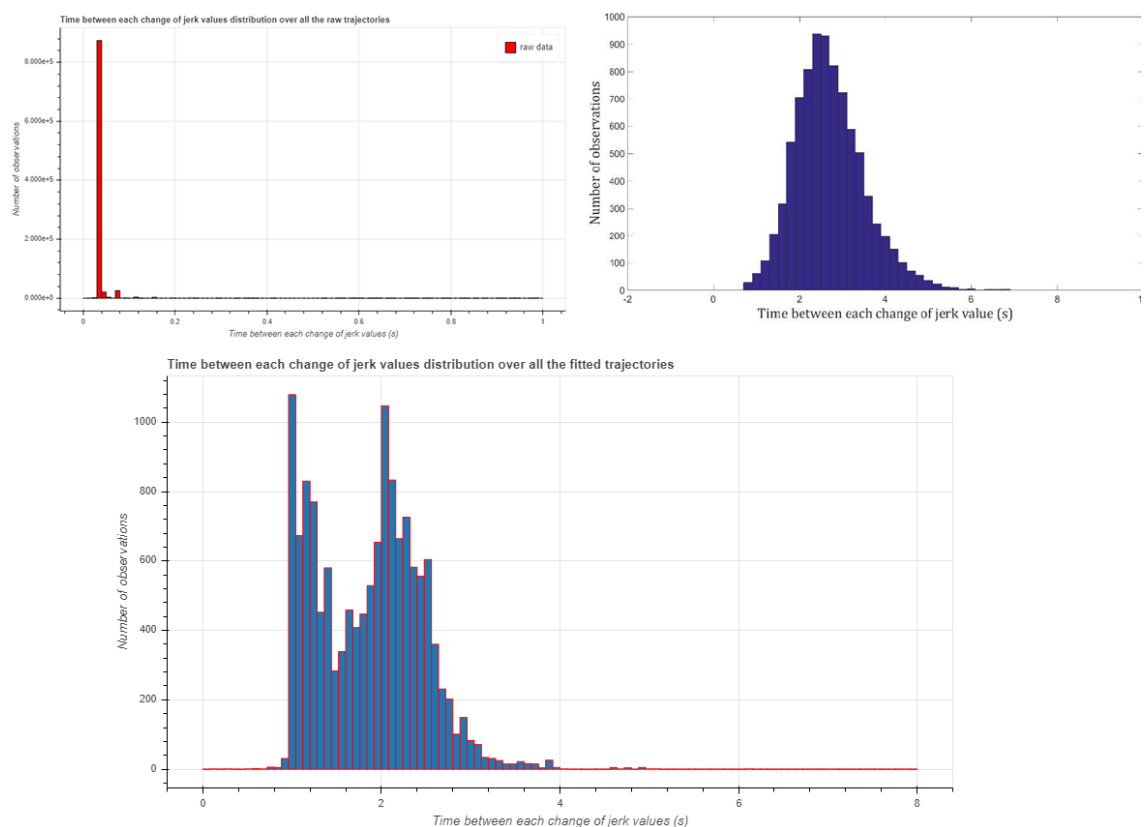 Time between each change of jerk values distribution over all the raw trajectories
raw data
8.000e+5
6.000e+5
4.000e+5
2.000e+5
0.000e+0
Number of observations
0 0.2 0.4 0.6 0.8 1
Time between each change of jerk values (s)
1000
900
800
700
600
500
400
300
200
100
0
Number of observations
-2 0 2 4 6 8 10
Time between each change of jerk value (s)
Time between each change of jerk values distribution over all the fitted trajectories
1000
800
600
400
200
0
Number of observations
0 2 4 6 8
Time between each change of jerk values (s)